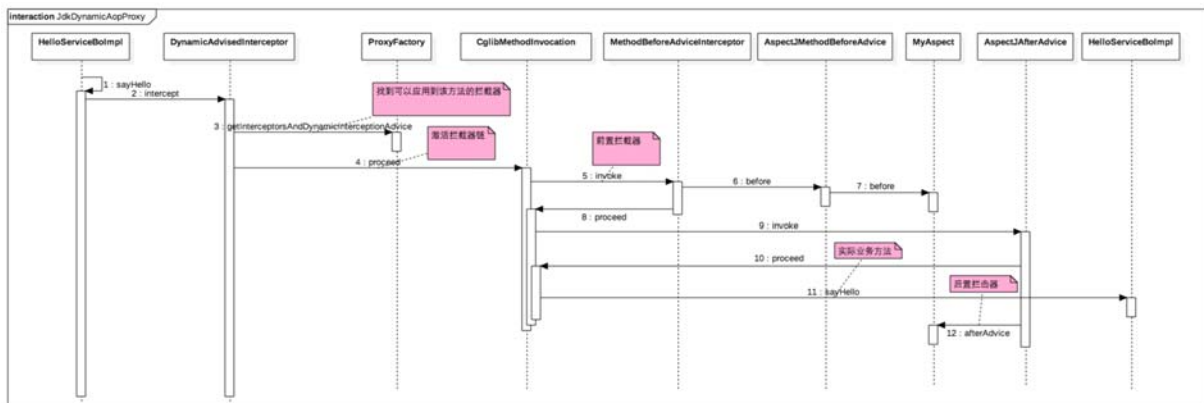 interaction JdkDynamicAopProxy
HelloServiceBoImpl
DynamicAdvisedInterceptor
ProxyFactory
CglibMethodInvocation
MethodBeforeAdviceInterceptor
AspectJMethodBeforeAdvice
MyAspect
AspectJAfterAdvice
HelloServiceBoImpl
1 : sayHello
2 : intercept
找到可以应用到该方法的拦截器
3 : getInterceptorsAndDynamicInterceptionAdvice
激活拦截器链
4 : proceed
前置拦截器
5 : invoke
6 : before
7 : before
8 : proceed
9 : invoke
实际业务方法
10 : proceed
后置拦击器
11 : sayHello
12 : afterAdvice